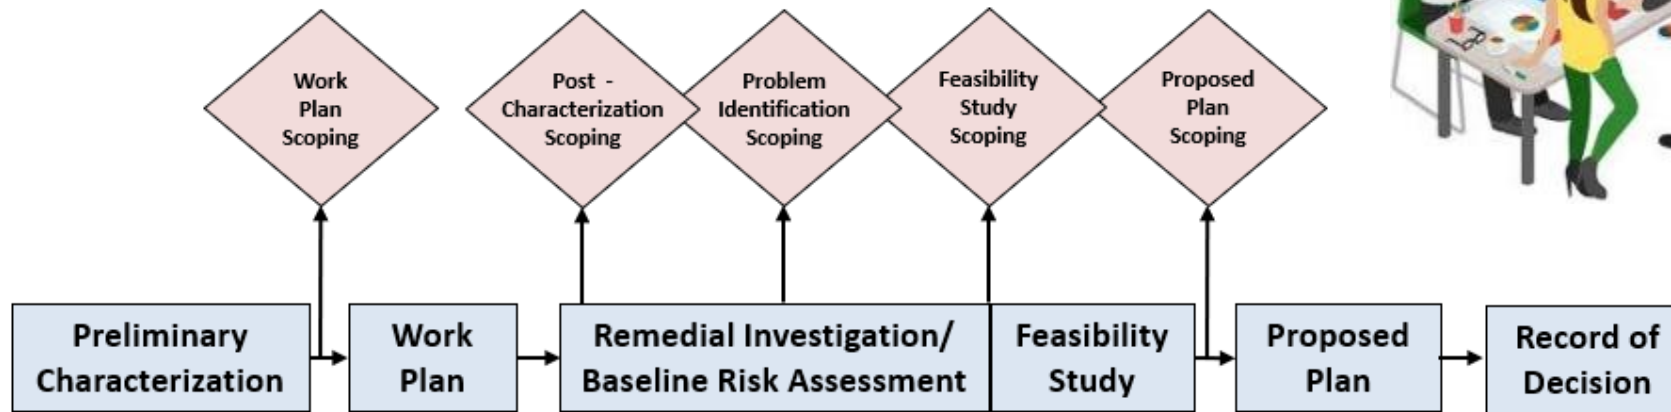 Work
Plan
Scoping
Post -
Characterization
Scoping
Problem
Identification
Scoping
Feasibility
Study
Scoping
Proposed
Plan
Scoping
Preliminary
Characterization
Work
Plan
Remedial Investigation/
Baseline Risk Assessment
Feasibility
Study
Proposed
Plan
Record of
Decision